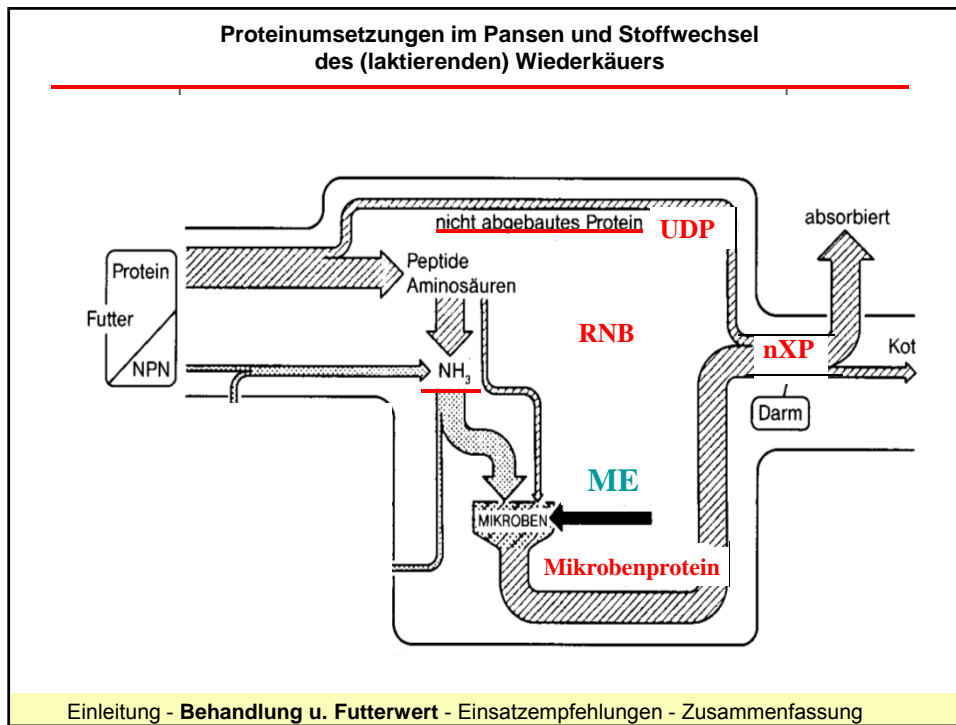 Proteinumsetzungen im Pansen und Stoffwechsel
des (laktierenden) Wiederkäuers
nicht abgebautes Protein UDP
absorbiert
Protein
Peptide
Aminosäuren
Futter
RNB
nXP
Kot
NPN
NH₃
Darm
ME
MIKROBEN
Mikrobenprotein
Einleitung - Behandlung u. Futterwert - Einsatzempfehlungen - Zusammenfassung